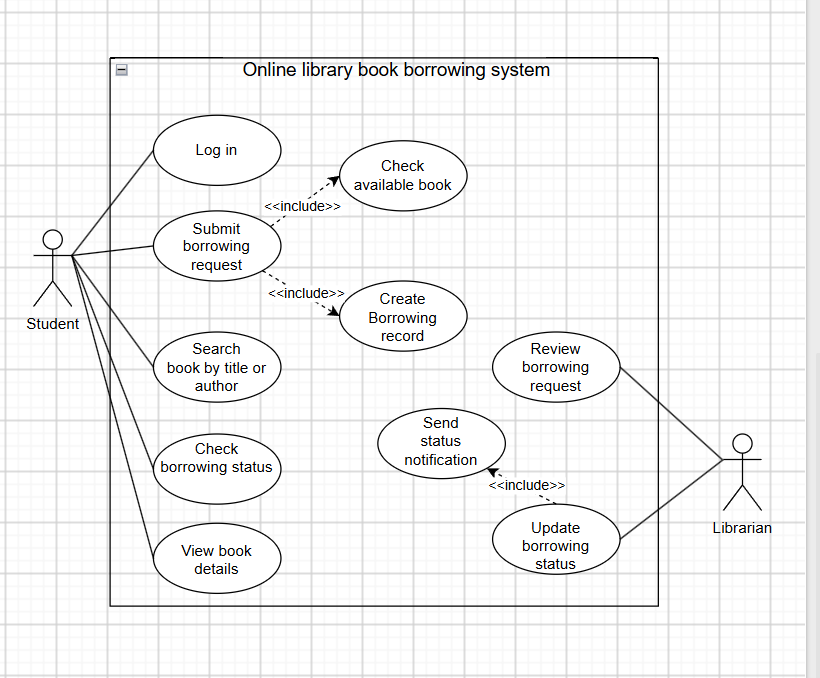 Online library book borrowing system
Log in
Check
available book
<<include>>
Submit
borrowing
request
<<include>>
Create
Borrowing
record
Student
Search
book by title or
author
Review
borrowing
request
Send
status
notification
Check
borrowing status
<<include>>
Librarian
Update
borrowing
status
View book
details